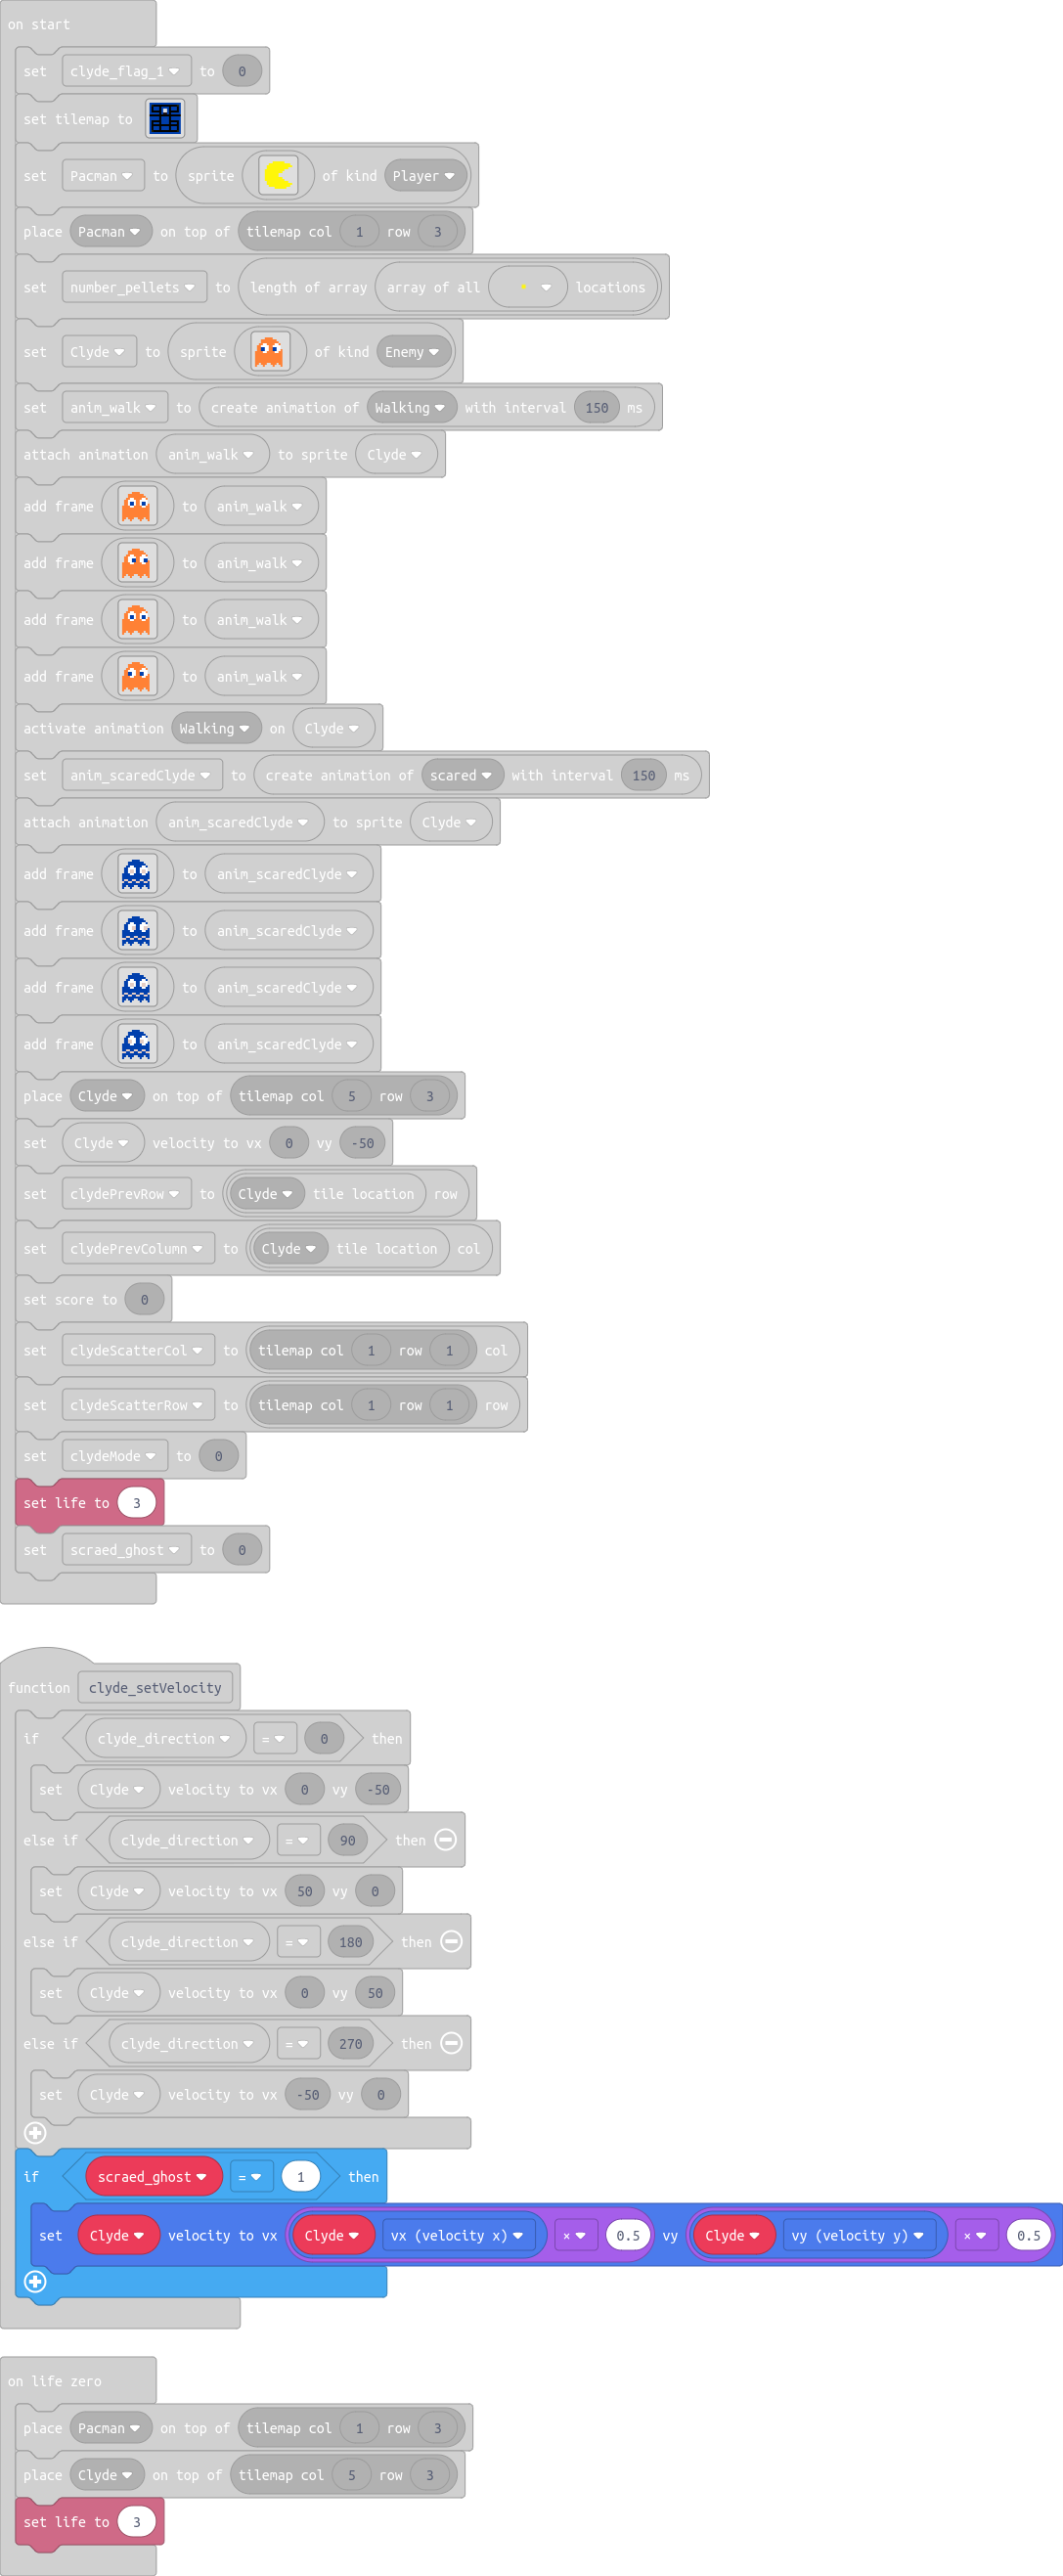 on start
set clyde_flag_1 to 0
set tilemap to
set Pacman to sprite of kind Player
place Pacman on top of tilemap col 1 row 3
set number_pellets to length of array array of all locations
set Clyde to sprite of kind Enemy
set anim_walk to create animation of Walking with interval 150 ms
attach animation anim_walk to sprite Clyde
add frame to anim_walk
add frame to anim_walk
add frame to anim_walk
add frame to anim_walk
activate animation Walking on Clyde
set anim_scaredClyde to create animation of scared with interval 150 ms
attach animation anim_scaredClyde to sprite Clyde
add frame to anim_scaredClyde
add frame to anim_scaredClyde
add frame to anim_scaredClyde
add frame to anim_scaredClyde
place Clyde on top of tilemap col 5 row 3
set Clyde velocity to vx 0 vy -50
set clydePrevRow to Clyde tile location row
set clydePrevColumn to Clyde tile location col
set score to 0
set clydeScatterCol to tilemap col 1 row 1 col
set clydeScatterRow to tilemap col 1 row 1 row
set clydeMode to 0
set life to 3
set scraed_ghost to 0
function clyde_setVelocity
if clyde_direction = 0 then
set Clyde velocity to vx 0 vy -50
else if clyde_direction = 90 then
set Clyde velocity to vx 50 vy 0
else if clyde_direction = 180 then
set Clyde velocity to vx 0 vy 50
else if clyde_direction = 270 then
set Clyde velocity to vx -50 vy 0
if scraed_ghost = 1 then
set Clyde velocity to vx Clyde vx (velocity x) × 0.5 vy Clyde vy (velocity y) × 0.5
on life zero
place Pacman on top of tilemap col 1 row 3
place Clyde on top of tilemap col 5 row 3
set life to 3